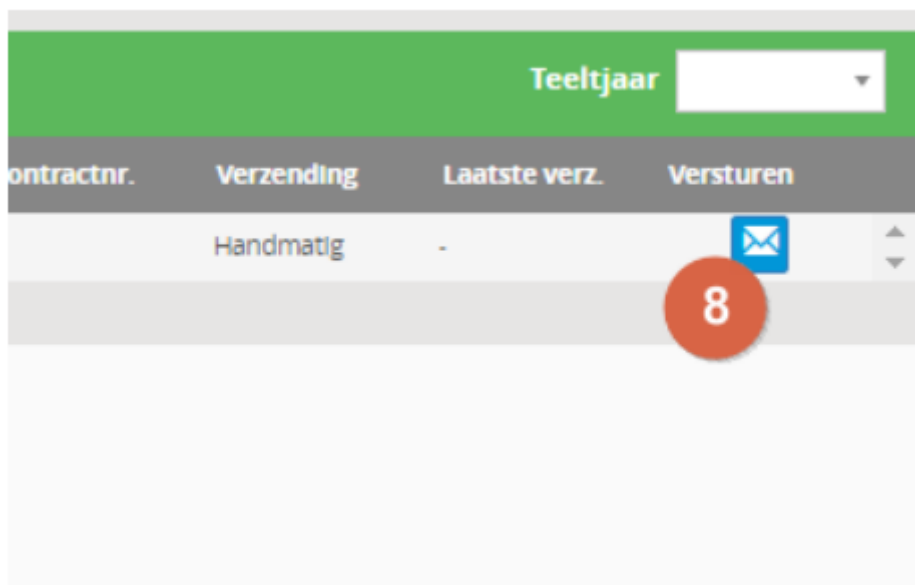 Teeltjaar
ontractnr. Verzending Laatste verz. Versturen
Handmatig -
8